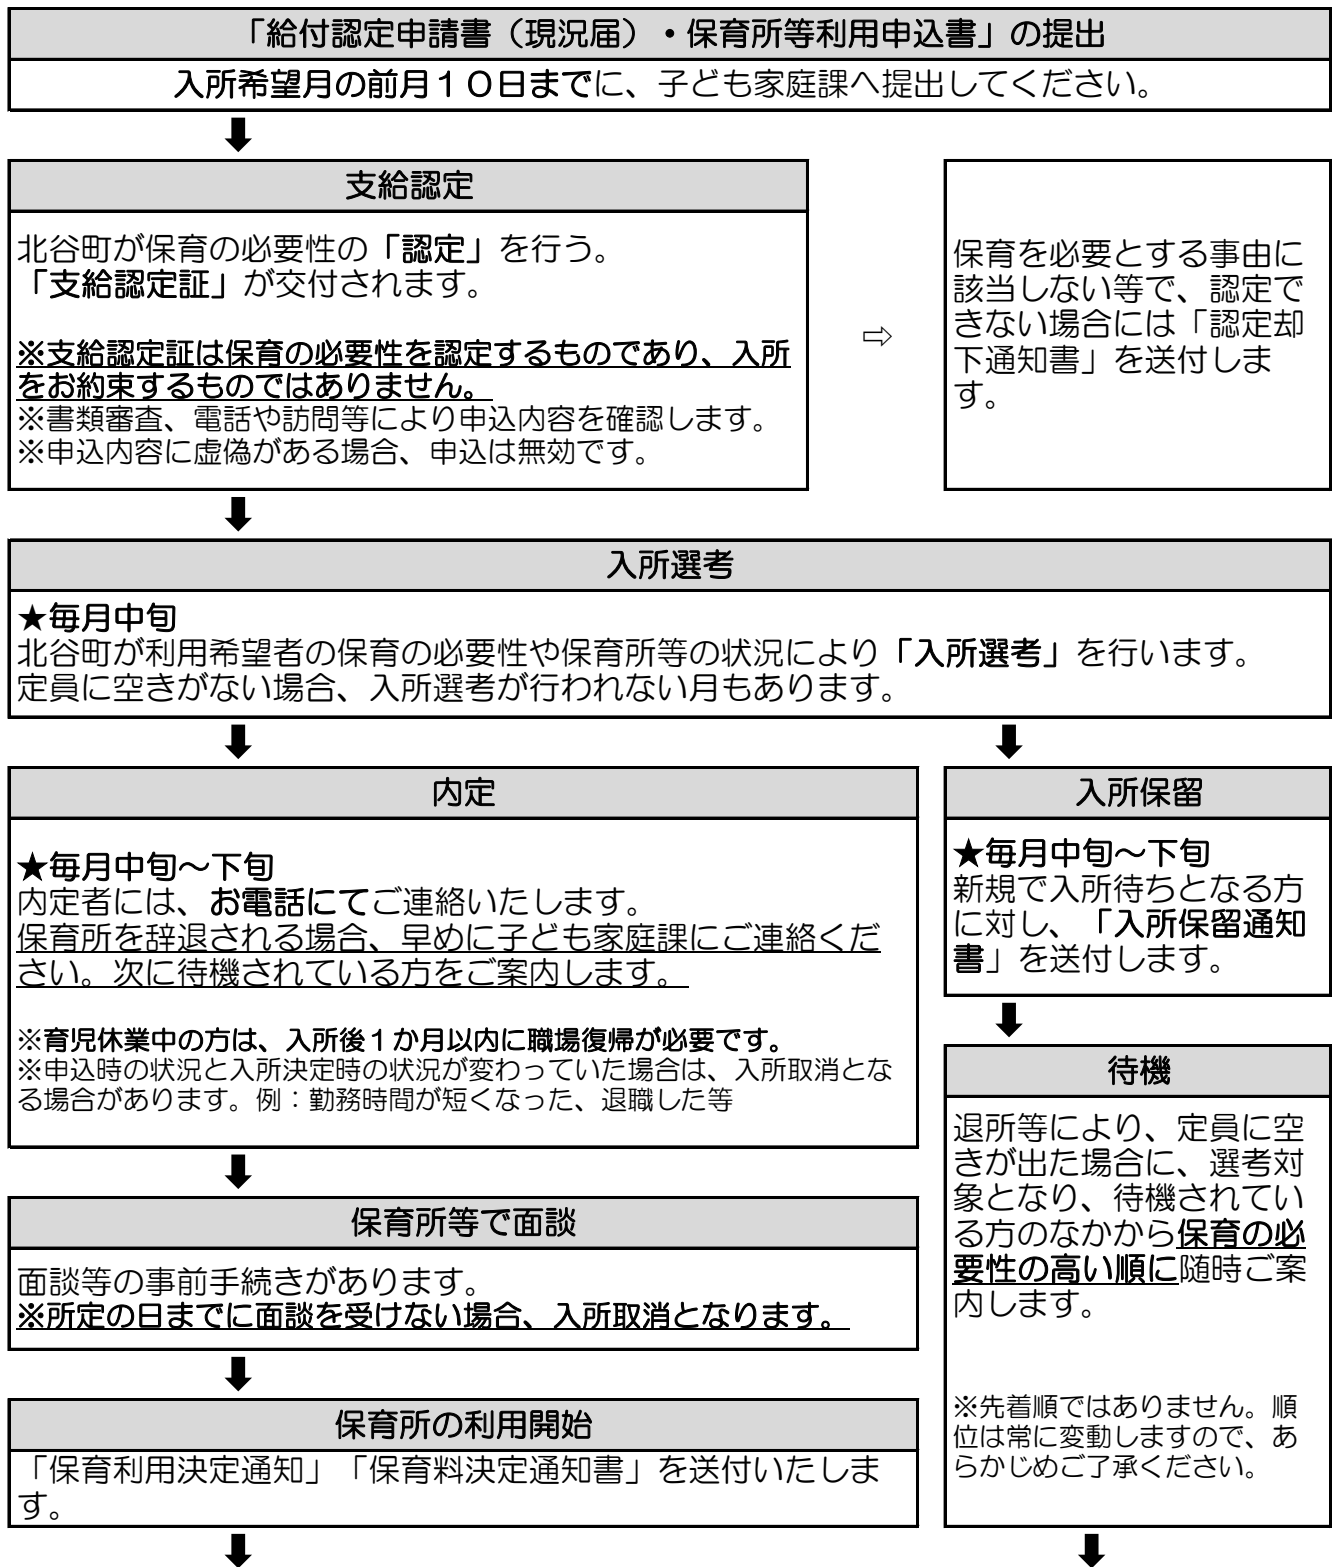 「給付認定申請書（現況届）・保育所等利用申込書」の提出
入所希望月の前月１０日までに、子ども家庭課へ提出してください。
支給認定
北谷町が保育の必要性の「認定」を行う。
「支給認定証」が交付されます。
※支給認定証は保育の必要性を認定するものであり、入所
をお約束するものではありません。
※書類審査、電話や訪問等により申込内容を確認します。
※申込内容に虚偽がある場合、申込は無効です。
保育を必要とする事由に
該当しない等で、認定で
きない場合には「認定却
下通知書」を送付しま
す。
入所選考
★毎月中旬
北谷町が利用希望者の保育の必要性や保育所等の状況により「入所選考」を行います。
定員に空きがない場合、入所選考が行われない月もあります。
内定
★毎月中旬～下旬
内定者には、お電話にてご連絡いたします。
保育所を辞退される場合、早めに子ども家庭課にご連絡くだ
さい。次に待機されている方をご案内します。
※育児休業中の方は、入所後１か月以内に職場復帰が必要です。
※申込時の状況と入所決定時の状況が変わっていた場合は、入所取消とな
る場合があります。例：勤務時間が短くなった、退職した等
保育所等で面談
面談等の事前手続きがあります。
※所定の日までに面談を受けない場合、入所取消となります。
保育所の利用開始
「保育利用決定通知」「保育料決定通知書」を送付いたしま
す。
入所保留
★毎月中旬～下旬
新規で入所待ちとなる方
に対し、「入所保留通知
書」を送付します。
待機
退所等により、定員に空
きが出た場合に、選考対
象となり、待機されてい
る方のなかから保育の必
要性の高い順に随時ご案
内します。
※先着順ではありません。順
位は常に変動しますので、あ
らかじめご了承ください。